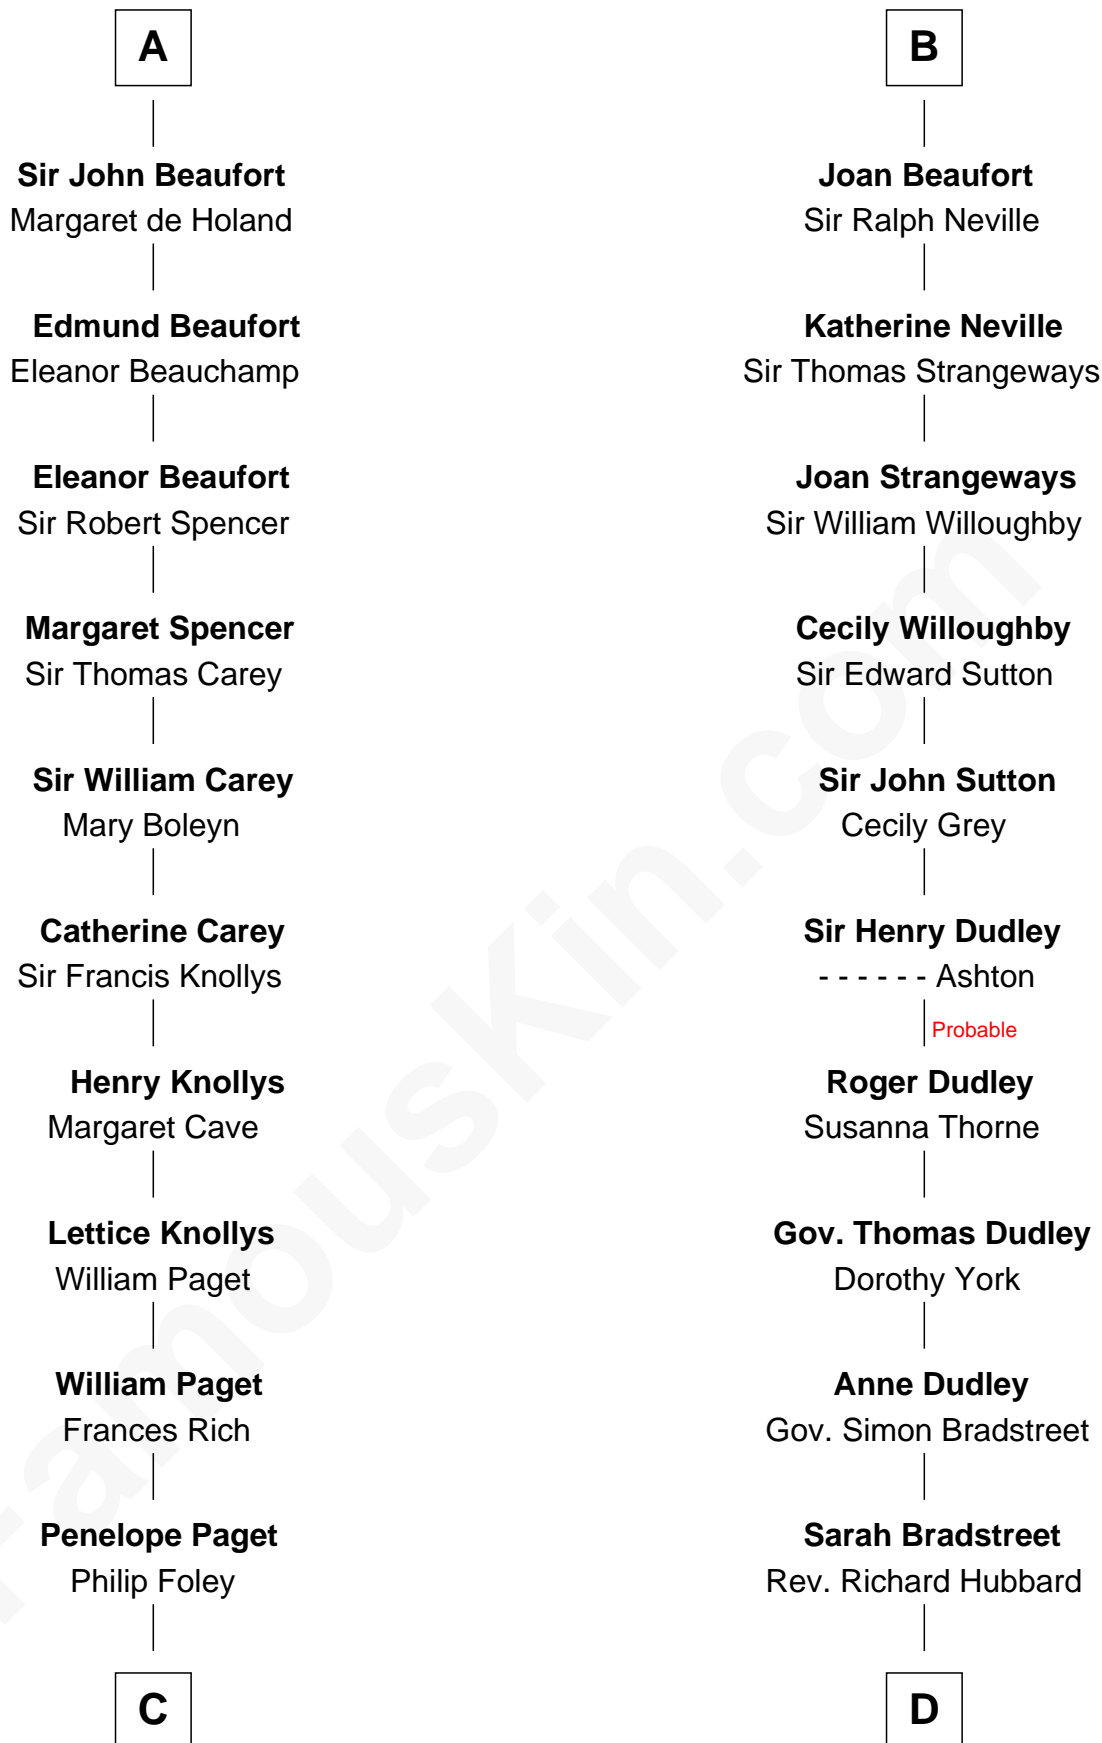 A
Sir John Beaufort
Margaret de Holand
Edmund Beaufort
Eleanor Beauchamp
Eleanor Beaufort
Sir Robert Spencer
Margaret Spencer
Sir Thomas Carey
Sir William Carey
Mary Boleyn
Catherine Carey
Sir Francis Knollys
Henry Knollys
Margaret Cave
Lettice Knollys
William Paget
William Paget
Frances Rich
Penelope Paget
Philip Foley
C
B
Joan Beaufort
Sir Ralph Neville
Katherine Neville
Sir Thomas Strangeways
Joan Strangeways
Sir William Willoughby
Cecily Willoughby
Sir Edward Sutton
Sir John Sutton
Cecily Grey
Sir Henry Dudley
- - - - - - Ashton
Probable
Roger Dudley
Susanna Thorne
Gov. Thomas Dudley
Dorothy York
Anne Dudley
Gov. Simon Bradstreet
Sarah Bradstreet
Rev. Richard Hubbard
D
FamousKin.com